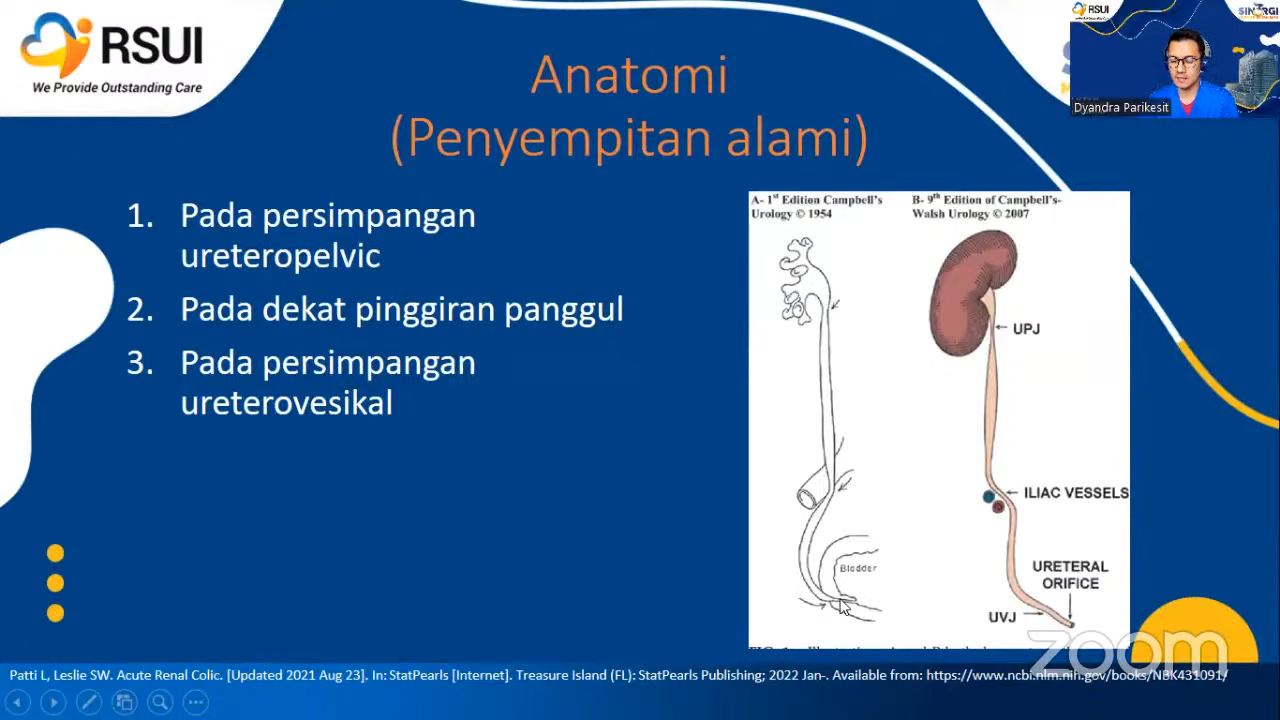 RSUI
We Provide Outstanding Care
Anatomi
(Penyempitan alami)
RSUI
SINERGI
Dyandra Parikesit
1. Pada persimpangan
ureteropelvic
2. Pada dekat pinggiran panggul
3. Pada persimpangan
ureterovesikal
A- 1st Edition Campbell's
Urology © 1954
B- 9th Edition of Campbell's-
Walsh Urology © 2007
UPJ
ILIAC VESSELS
Bladder
URETERAL
ORIFICE
UVJ
zoom
Patti L, Leslie SW. Acute Renal Colic. [Updated 2021 Aug 23]. In: StatPearls [Internet]. Treasure Island (FL): StatPearls Publishing; 2022 Jan-. Available from: https://www.ncbi.nlm.nih.gov/books/NBK431091/